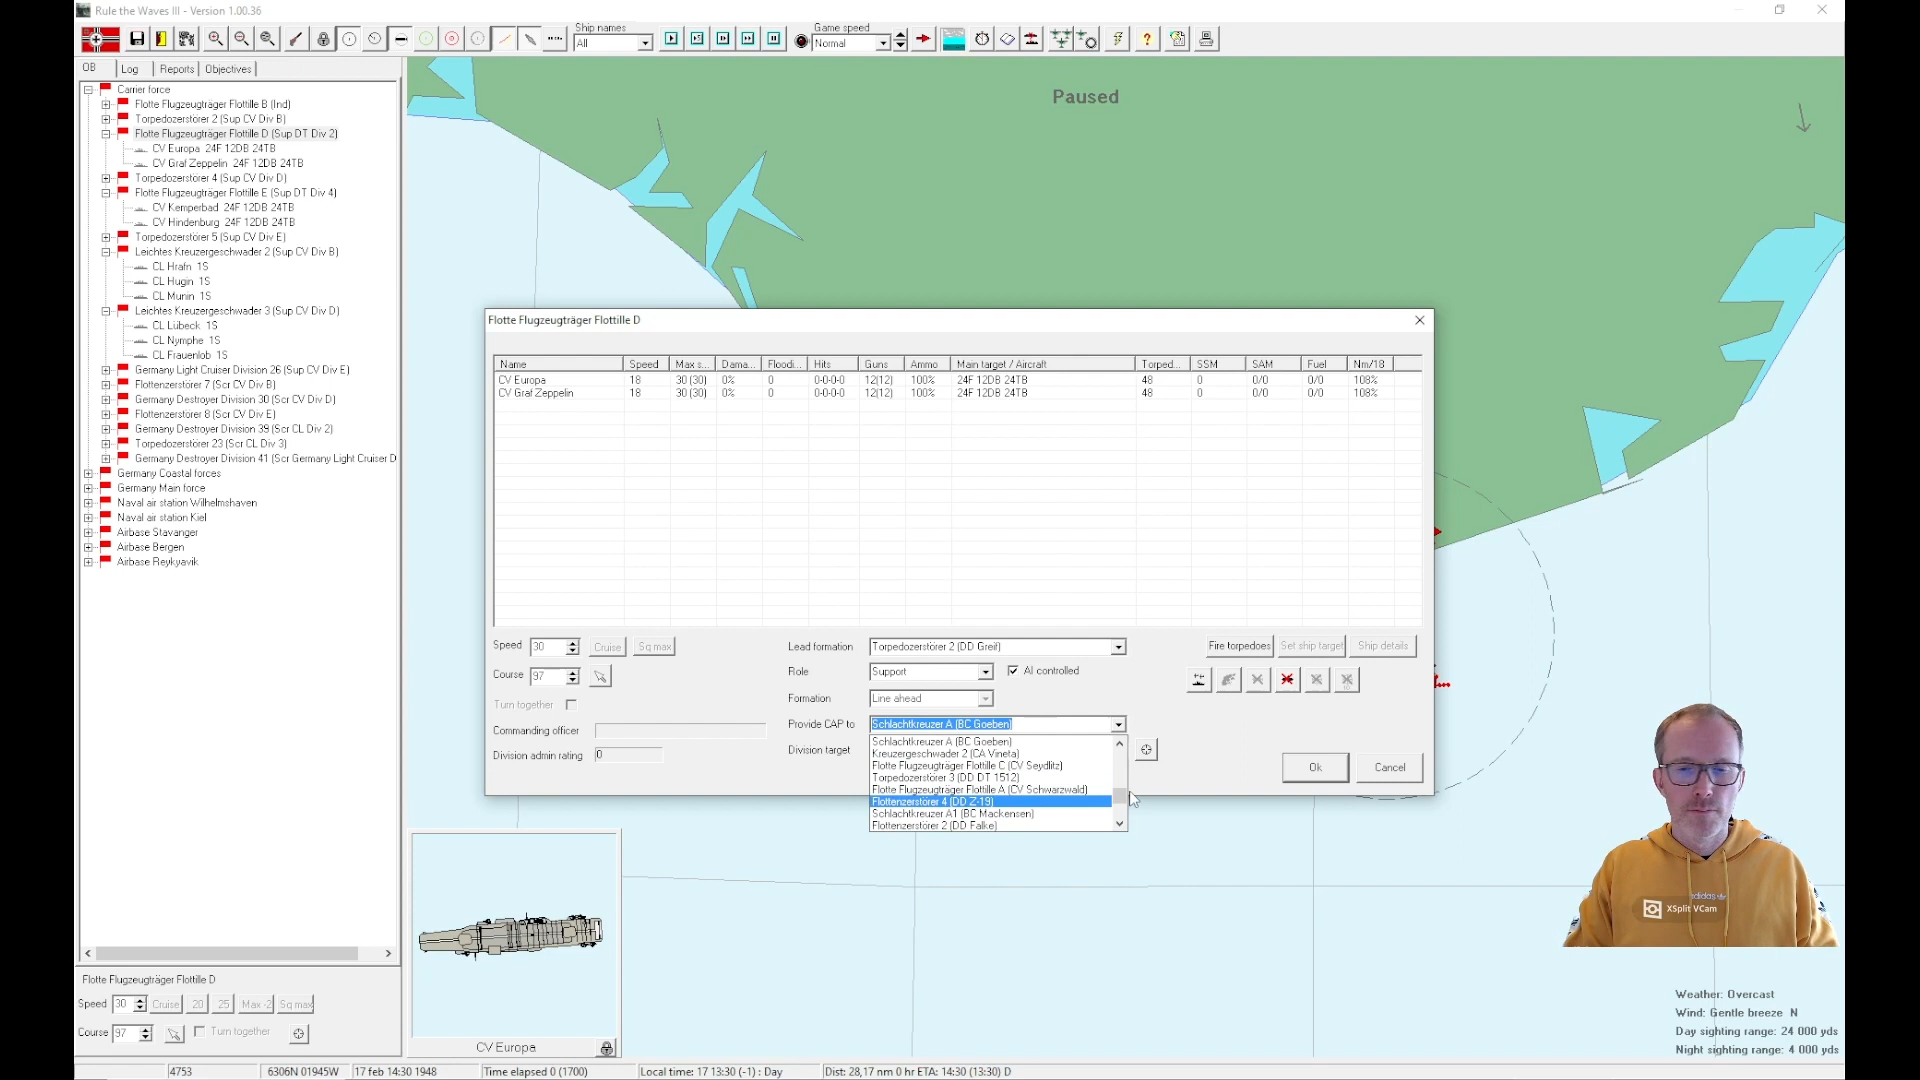 Rule the Waves III - Version 1.00.36
Ship names
All
Game speed
Normal
OB
Log
Reports
Objectives
Carrier force
Flotte Flugzeugträger Flottille B (Ind)
Torpedozerstörer 2 (Sup CV Div B)
Flotte Flugzeugträger Flottille D (Sup DT Div 2)
CV Europa 24F 12DB 24TB
CV Graf Zeppelin 24F 12DB 24TB
Torpedozerstörer 4 (Sup CV Div D)
Flotte Flugzeugträger Flottille E (Sup DT Div 4)
CV Kemperbad 24F 12DB 24TB
CV Hindenburg 24F 12DB 24TB
Torpedozerstörer 5 (Sup CV Div E)
Leichtes Kreuzergeschwader 2 (Sup CV Div B)
CL Hrafn 1S
CL Hugin 1S
CL Munin 1S
Leichtes Kreuzergeschwader 3 (Sup CV Div D)
CL Lübeck 1S
CL Nymphe 1S
CL Frauenlob 1S
Germany Light Cruiser Division 26 (Sup CV Div E)
Flottenzerstörer 7 (Scr CV Div B)
Germany Destroyer Division 30 (Scr CV Div D)
Flottenzerstörer 8 (Scr CV Div E)
Germany Destroyer Division 39 (Scr CL Div 2)
Torpedozerstörer 23 (Scr CL Div 3)
Germany Destroyer Division 41 (Scr Germany Light Cruiser D
Germany Coastal forces
Germany Main force
Naval air station Wilhelmshaven
Naval air station Kiel
Airbase Stavanger
Airbase Bergen
Airbase Reykyavik
Flotte Flugzeugträger Flottille D
Speed 30 Cruise 20 25 Max -2 Sq max
Course 97 Turn together
Paused
Flotte Flugzeugträger Flottille D
Name Speed Max s... Dama... Floodi... Hits Guns Ammo Main target / Aircraft Torped... SSM SAM Fuel Nm/18
CV Europa 18 30 (30) 0% 0 0-0-0-0 12(12) 100% 24F 12DB 24TB 48 0 0/0 0/0 108%
CV Graf Zeppelin 18 30 (30) 0% 0 0-0-0-0 12(12) 100% 24F 12DB 24TB 48 0 0/0 0/0 108%
Speed 30 Cruise Sq max
Course 97
Turn together
Commanding officer
Division admin rating 0
Lead formation Torpedozerstörer 2 (DD Greif)
Role Support AI controlled
Formation Line ahead
Provide CAP to Schlachtkreuzer A (BC Goeben)
Division target
Schlachtkreuzer A (BC Goeben)
Kreuzergeschwader 2 (CA Vineta)
Flotte Flugzeugträger Flottille C (CV Seydlitz)
Torpedozerstörer 3 (DD DT 1512)
Flotte Flugzeugträger Flottille A (CV Schwarzwald)
Flottenzerstörer 4 (DD Z-19)
Schlachtkreuzer A1 (BC Mackensen)
Flottenzerstörer 2 (DD Falke)
Fire torpedoes Set ship target Ship details
Ok Cancel
CV Europa
adidas
XSplit VCam
Weather: Overcast
Wind: Gentle breeze N
Day sighting range: 24 000 yds
Night sighting range: 4 000 yds
4753 6306N 01945W 17 feb 14:30 1948 Time elapsed 0 (1700) Local time: 17 13:30 (-1) : Day Dist: 28,17 nm 0 hr ETA: 14:30 (13:30) D